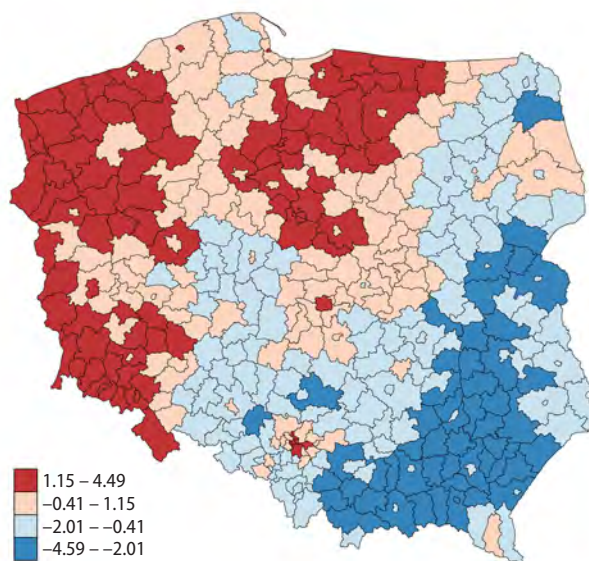 1.15 – 4.49
–0.41 – 1.15
–2.01 – –0.41
–4.59 – –2.01